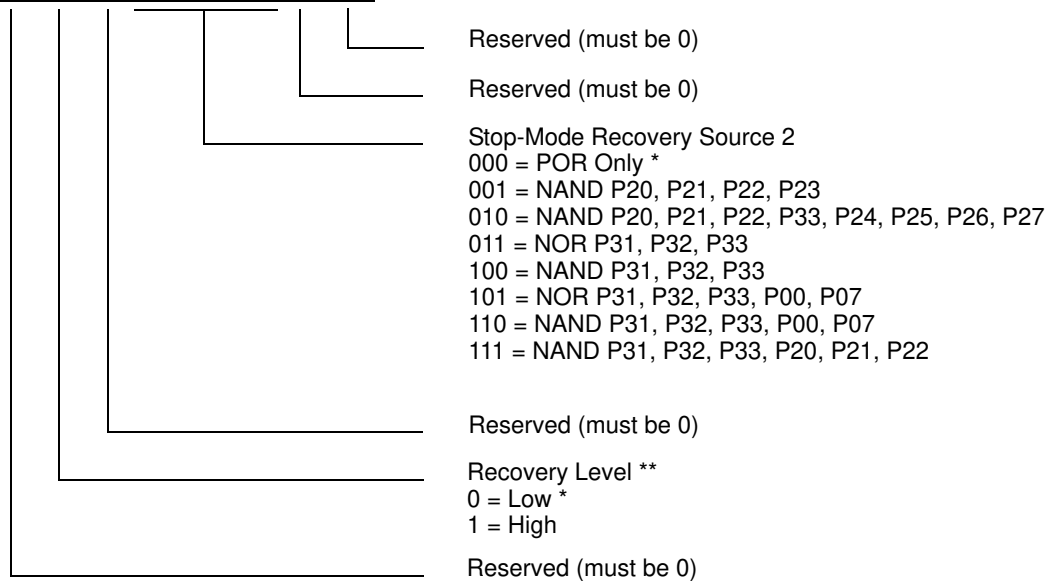 Reserved (must be 0)
Reserved (must be 0)
Stop-Mode Recovery Source 2
000 = POR Only *
001 = NAND P20, P21, P22, P23
010 = NAND P20, P21, P22, P33, P24, P25, P26, P27
011 = NOR P31, P32, P33
100 = NAND P31, P32, P33
101 = NOR P31, P32, P33, P00, P07
110 = NAND P31, P32, P33, P00, P07
111 = NAND P31, P32, P33, P20, P21, P22
Reserved (must be 0)
Recovery Level **
0 = Low *
1 = High
Reserved (must be 0)